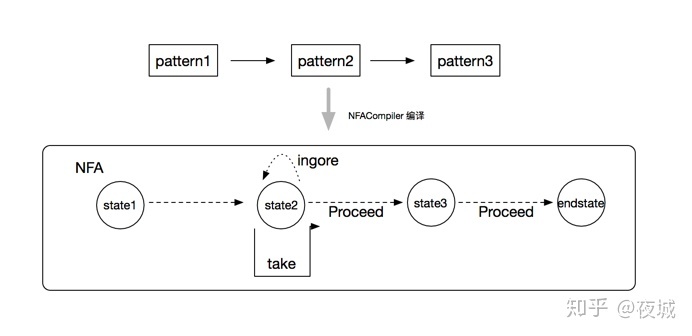 pattern1
pattern2
pattern3
NFACompiler 编译
NFA
ingore
state1
state2
Proceed
state3
Proceed
endstate
take
知乎 @夜城